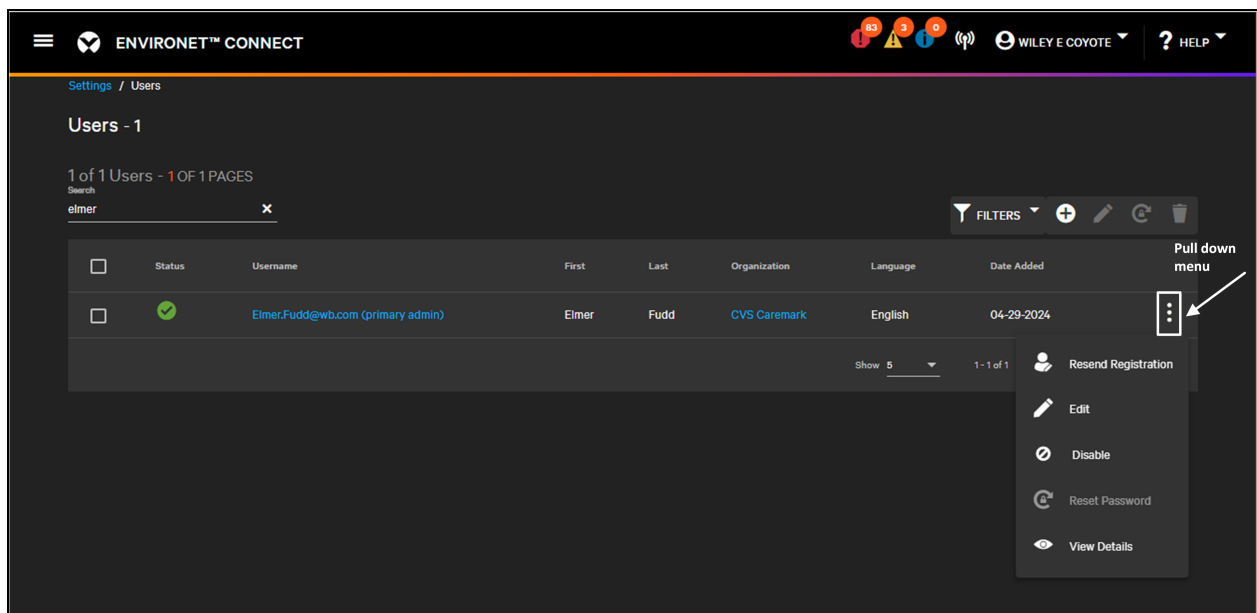 ENVIRONET™ CONNECT
83
3
0
WILEY E COYOTE
? HELP
Settings / Users
Users - 1
1 of 1 Users - 1 OF 1 PAGES
Search
elmer
FILTERS
Pull down
menu
Status Username First Last Organization Language Date Added
Elmer.Fudd@wb.com (primary admin) Elmer Fudd CVS Caremark English 04-29-2024
Show 5 1 - 1 of 1
Resend Registration
Edit
Disable
Reset Password
View Details